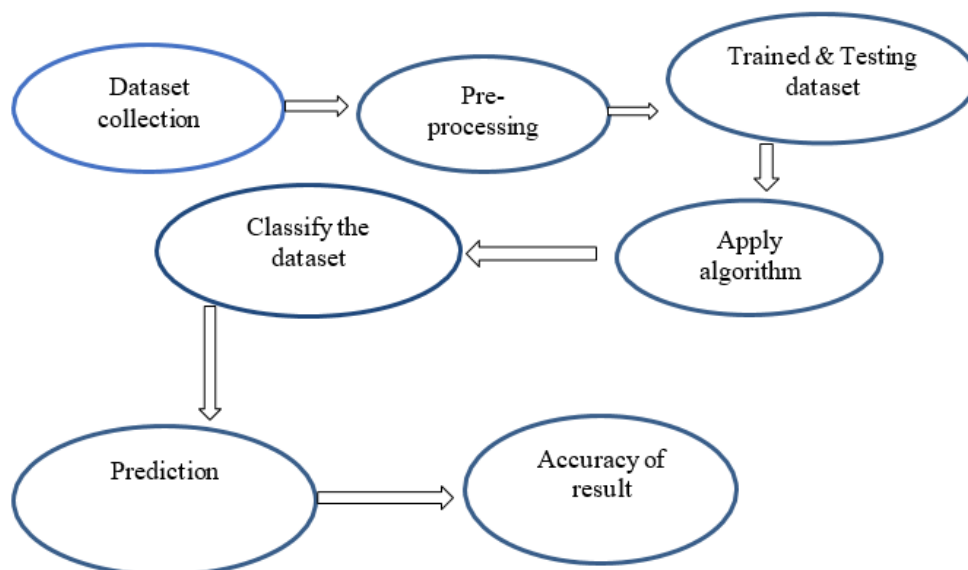 Dataset
collection
Pre-
processing
Trained & Testing
dataset
Apply
algorithm
Classify the
dataset
Prediction
Accuracy of
result